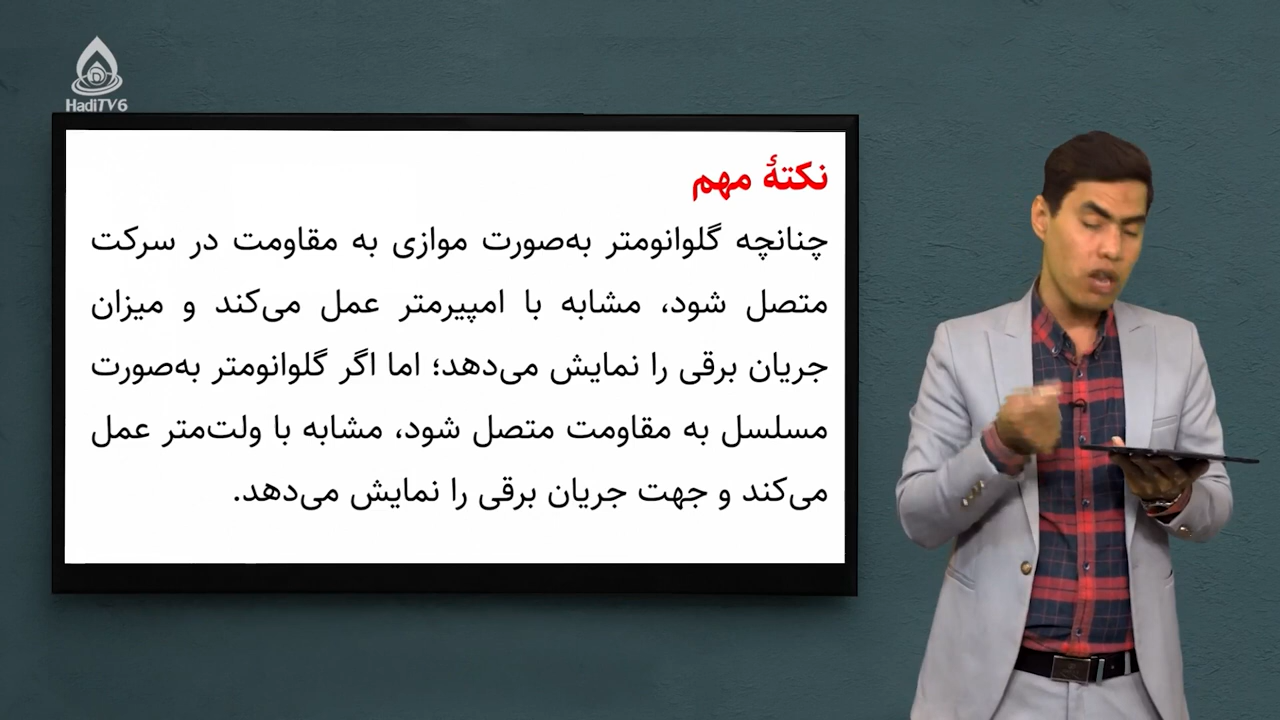 HadiTV6
نکتهٔ مهم
چنانچه گلوانومتر به‌صورت موازی به مقاومت در سرکت
متصل شود، مشابه با امپیرمتر عمل می‌کند و میزان
جریان برقی را نمایش می‌دهد؛ اما اگر گلوانومتر به‌صورت
مسلسل به مقاومت متصل شود، مشابه با ولت‌متر عمل
می‌کند و جهت جریان برقی را نمایش می‌دهد.